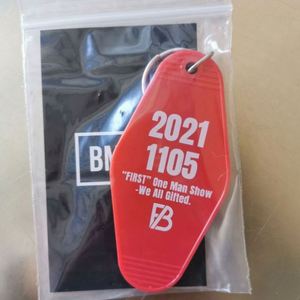 2021
1105
"FIRST" One Man Show
-We All Gifted.
BM